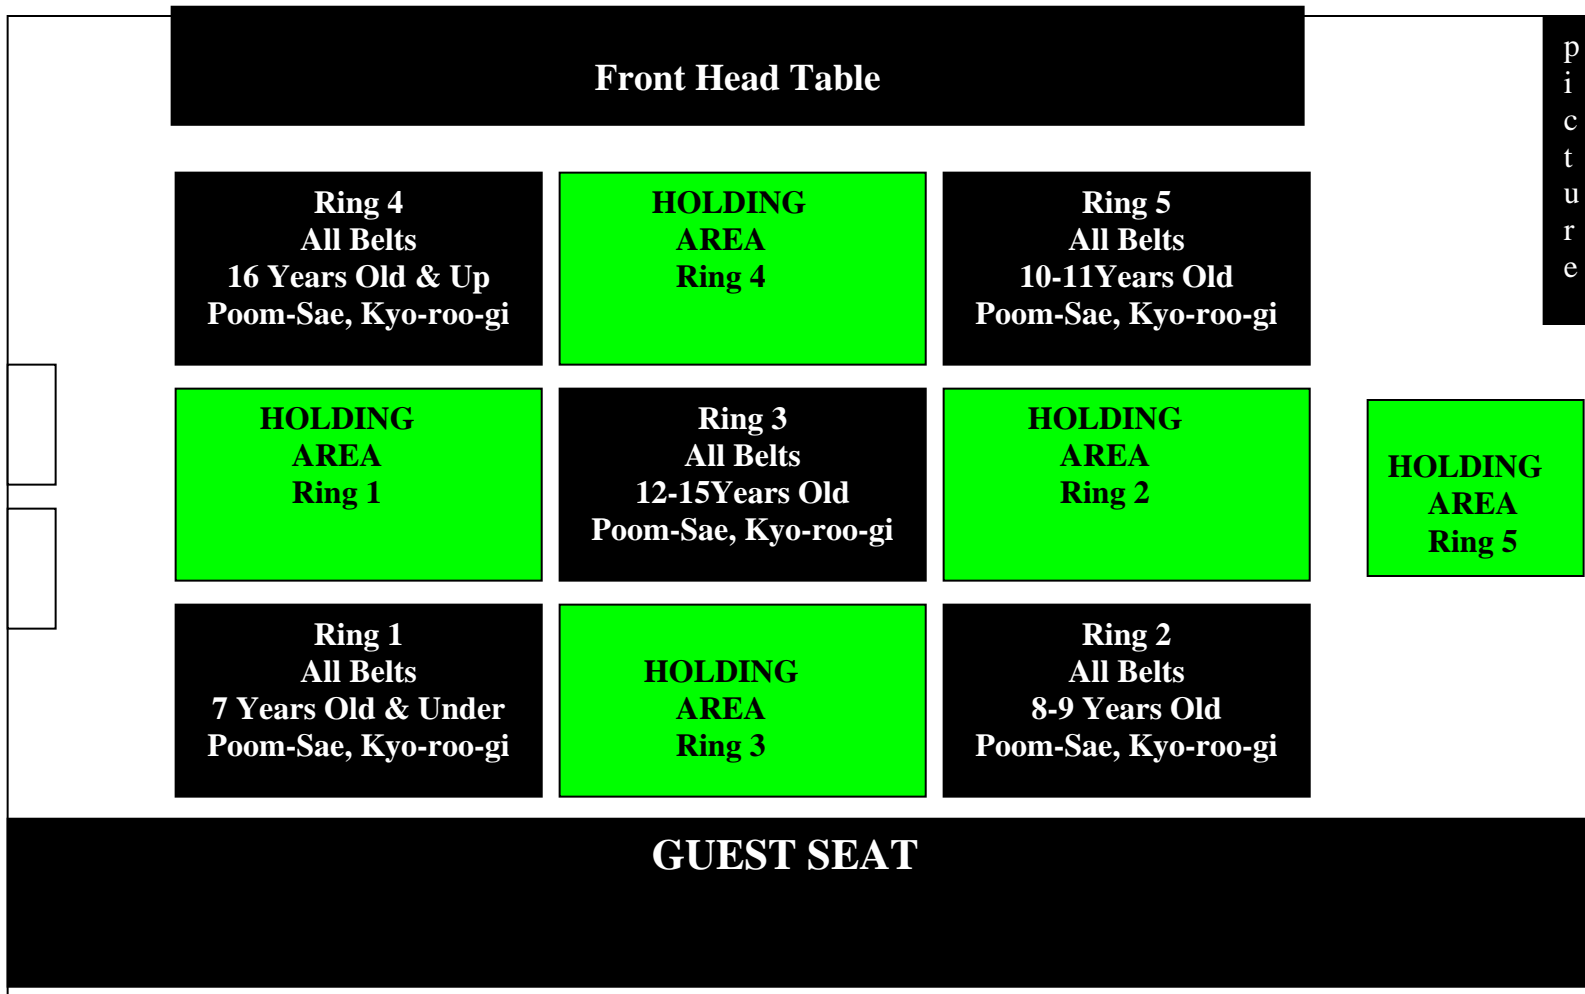 Front Head Table
picture
Ring 4
All Belts
16 Years Old & Up
Poom-Sae, Kyo-roo-gi
HOLDING
AREA
Ring 4
Ring 5
All Belts
10-11Years Old
Poom-Sae, Kyo-roo-gi
HOLDING
AREA
Ring 1
Ring 3
All Belts
12-15Years Old
Poom-Sae, Kyo-roo-gi
HOLDING
AREA
Ring 2
HOLDING
AREA
Ring 5
Ring 1
All Belts
7 Years Old & Under
Poom-Sae, Kyo-roo-gi
HOLDING
AREA
Ring 3
Ring 2
All Belts
8-9 Years Old
Poom-Sae, Kyo-roo-gi
GUEST SEAT